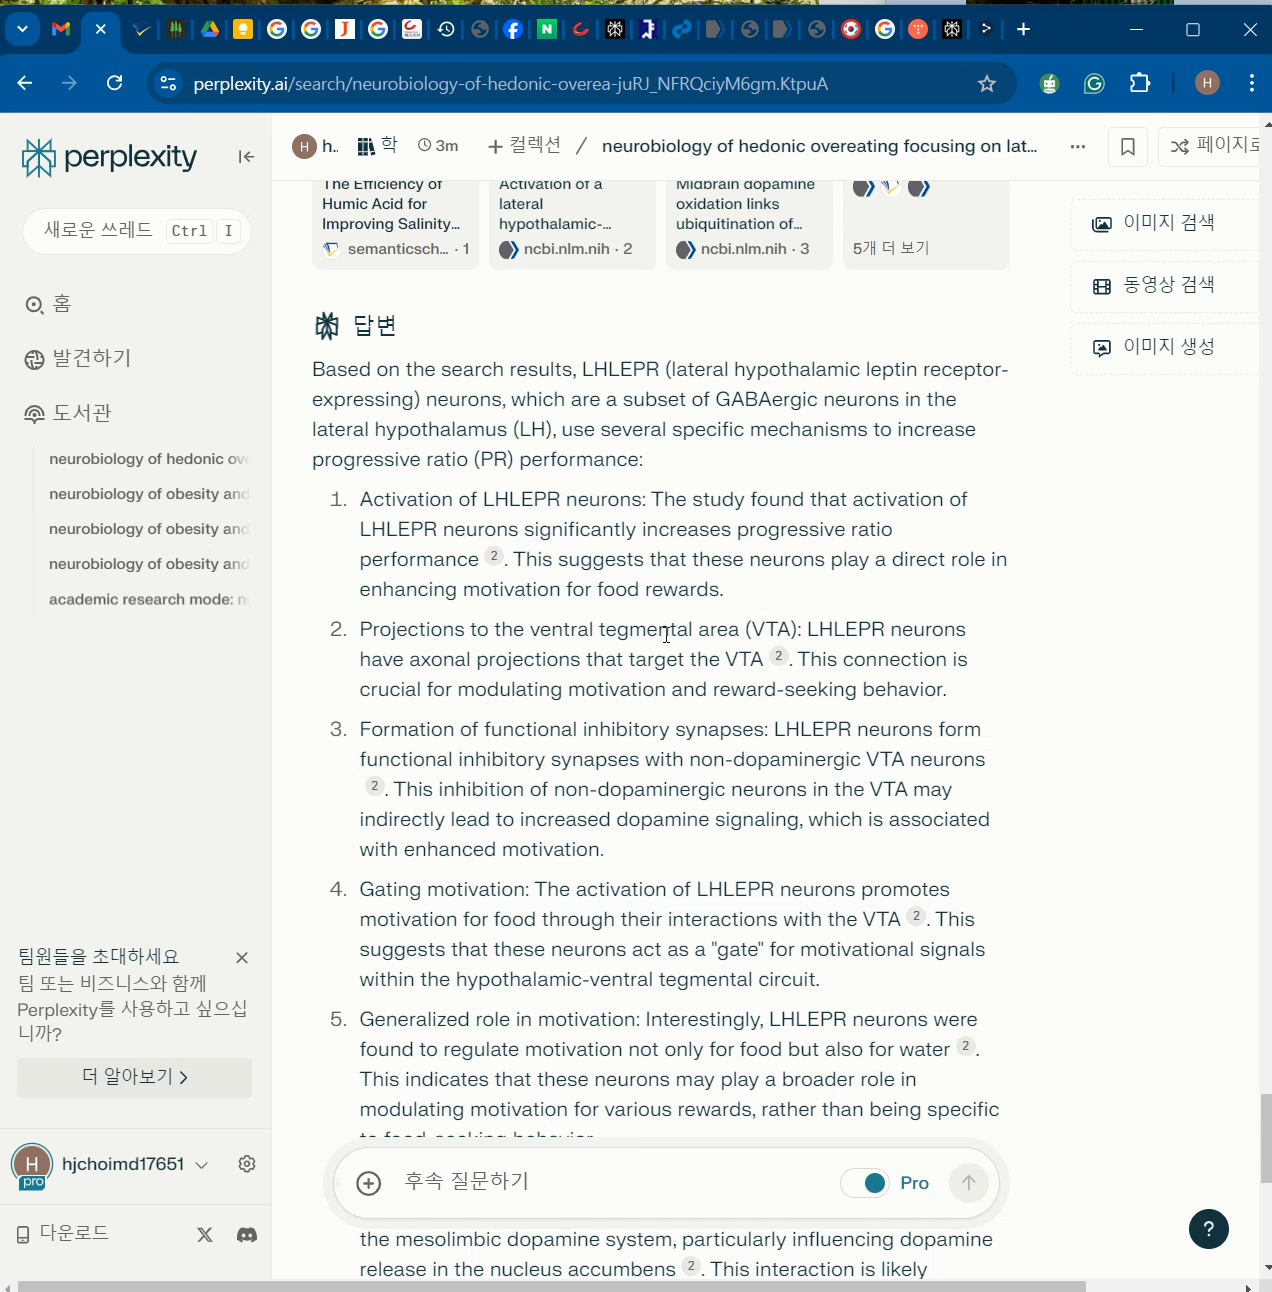 perplexity.ai/search/neurobiology-of-hedonic-overea-juRJ_NFRQciyM6gm.KtpuA
H
perplexity
새로운 쓰레드 Ctrl I
홈
발견하기
도서관
neurobiology of hedonic ove
neurobiology of obesity and
neurobiology of obesity and
neurobiology of obesity and
academic research mode: n
팀원들을 초대하세요
팀 또는 비즈니스와 함께
Perplexity를 사용하고 싶으십
니까?
더 알아보기
H
pro
hjchoimd17651
다운로드
H h.. 학 3m + 컬렉션 / neurobiology of hedonic overeating focusing on lat... ... 페이지로
The Efficiency of
Humic Acid for
Improving Salinity...
semanticsch... · 1
Activation of a
lateral
hypothalamic-...
ncbi.nlm.nih · 2
Midbrain dopamine
oxidation links
ubiquitination of...
ncbi.nlm.nih · 3
5개 더 보기
답변
Based on the search results, LHLEPR (lateral hypothalamic leptin receptor-
expressing) neurons, which are a subset of GABAergic neurons in the
lateral hypothalamus (LH), use several specific mechanisms to increase
progressive ratio (PR) performance:
1. Activation of LHLEPR neurons: The study found that activation of
LHLEPR neurons significantly increases progressive ratio
performance 2. This suggests that these neurons play a direct role in
enhancing motivation for food rewards.
2. Projections to the ventral tegmental area (VTA): LHLEPR neurons
have axonal projections that target the VTA 2. This connection is
crucial for modulating motivation and reward-seeking behavior.
3. Formation of functional inhibitory synapses: LHLEPR neurons form
functional inhibitory synapses with non-dopaminergic VTA neurons
2. This inhibition of non-dopaminergic neurons in the VTA may
indirectly lead to increased dopamine signaling, which is associated
with enhanced motivation.
4. Gating motivation: The activation of LHLEPR neurons promotes
motivation for food through their interactions with the VTA 2. This
suggests that these neurons act as a "gate" for motivational signals
within the hypothalamic-ventral tegmental circuit.
5. Generalized role in motivation: Interestingly, LHLEPR neurons were
found to regulate motivation not only for food but also for water 2.
This indicates that these neurons may play a broader role in
modulating motivation for various rewards, rather than being specific
to food-seeking behavior.
후속 질문하기 Pro
the mesolimbic dopamine system, particularly influencing dopamine
release in the nucleus accumbens 2. This interaction is likely
이미지 검색
동영상 검색
이미지 생성
?